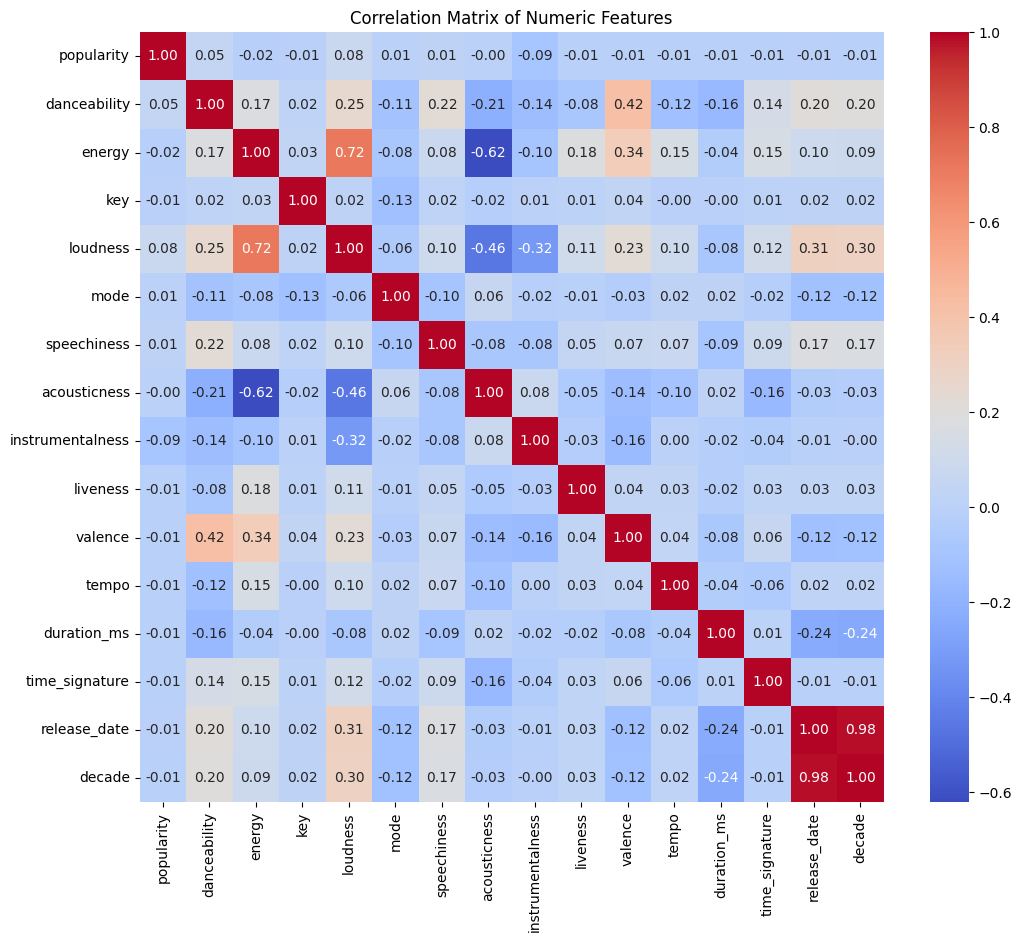 Correlation Matrix of Numeric Features
popularity 1.00 0.05 -0.02 -0.01 0.08 0.01 0.01 -0.00 -0.09 -0.01 -0.01 -0.01 -0.01 -0.01 -0.01 -0.01
danceability 0.05 1.00 0.17 0.02 0.25 -0.11 0.22 -0.21 -0.14 -0.08 0.42 -0.12 -0.16 0.14 0.20 0.20
energy -0.02 0.17 1.00 0.03 0.72 -0.08 0.08 -0.62 -0.10 0.18 0.34 0.15 -0.04 0.15 0.10 0.09
key -0.01 0.02 0.03 1.00 0.02 -0.13 0.02 -0.02 0.01 0.01 0.04 -0.00 -0.00 0.01 0.02 0.02
loudness 0.08 0.25 0.72 0.02 1.00 -0.06 0.10 -0.46 -0.32 0.11 0.23 0.10 -0.08 0.12 0.31 0.30
mode 0.01 -0.11 -0.08 -0.13 -0.06 1.00 -0.10 0.06 -0.02 -0.01 -0.03 0.02 0.02 -0.02 -0.12 -0.12
speechiness 0.01 0.22 0.08 0.02 0.10 -0.10 1.00 -0.08 -0.08 0.05 0.07 0.07 -0.09 0.09 0.17 0.17
acousticness -0.00 -0.21 -0.62 -0.02 -0.46 0.06 -0.08 1.00 0.08 -0.05 -0.14 -0.10 0.02 -0.16 -0.03 -0.03
instrumentalness -0.09 -0.14 -0.10 0.01 -0.32 -0.02 -0.08 0.08 1.00 -0.03 -0.16 0.00 -0.02 -0.04 -0.01 -0.00
liveness -0.01 -0.08 0.18 0.01 0.11 -0.01 0.05 -0.05 -0.03 1.00 0.04 0.03 -0.02 0.03 0.03 0.03
valence -0.01 0.42 0.34 0.04 0.23 -0.03 0.07 -0.14 -0.16 0.04 1.00 0.04 -0.08 0.06 -0.12 -0.12
tempo -0.01 -0.12 0.15 -0.00 0.10 0.02 0.07 -0.10 0.00 0.03 0.04 1.00 -0.04 -0.06 0.02 0.02
duration_ms -0.01 -0.16 -0.04 -0.00 -0.08 0.02 -0.09 0.02 -0.02 -0.02 -0.08 -0.04 1.00 0.01 -0.24 -0.24
time_signature -0.01 0.14 0.15 0.01 0.12 -0.02 0.09 -0.16 -0.04 0.03 0.06 -0.06 0.01 1.00 -0.01 -0.01
release_date -0.01 0.20 0.10 0.02 0.31 -0.12 0.17 -0.03 -0.01 0.03 -0.12 0.02 -0.24 -0.01 1.00 0.98
decade -0.01 0.20 0.09 0.02 0.30 -0.12 0.17 -0.03 -0.00 0.03 -0.12 0.02 -0.24 -0.01 0.98 1.00
popularity
danceability
energy
key
loudness
mode
speechiness
acousticness
instrumentalness
liveness
valence
tempo
duration_ms
time_signature
release_date
decade
1.0
0.8
0.6
0.4
0.2
0.0
−0.2
−0.4
−0.6